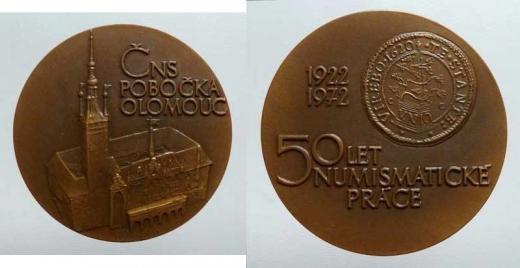 ČNS
POBOČKA
OLOMOUC
1922
1972
50 LET
NUMISMATICKÉ
PRÁCE